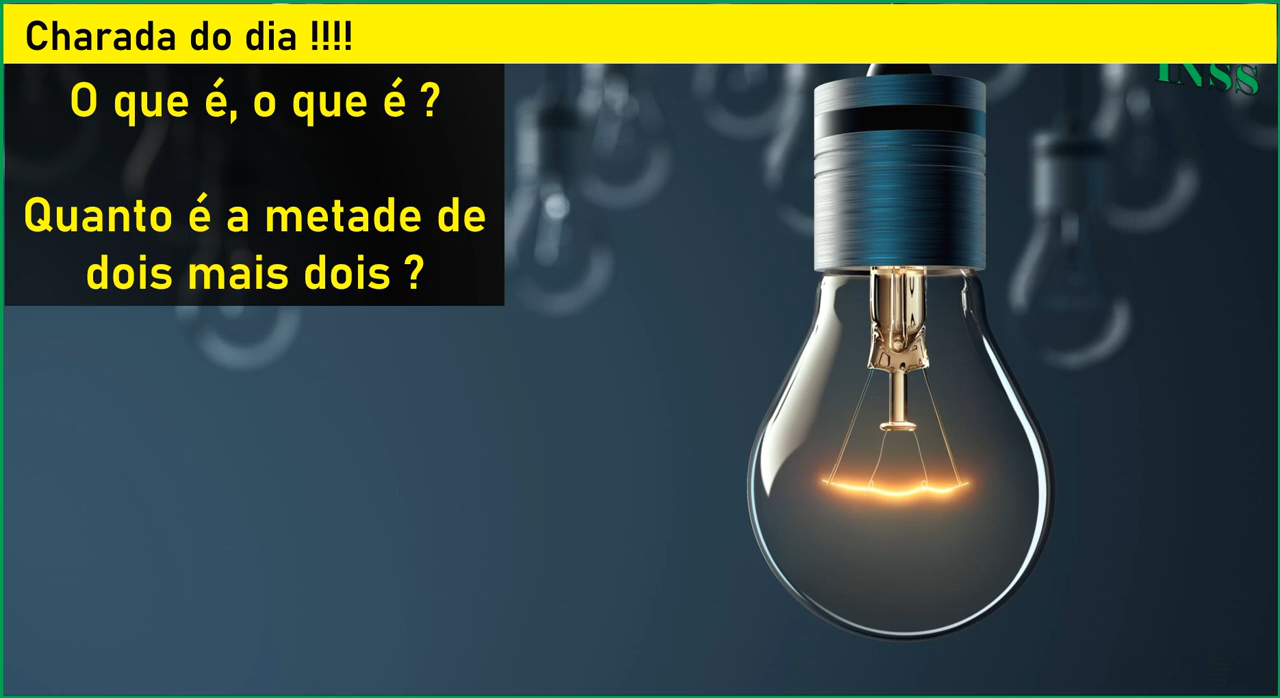 Charada do dia !!!!
INSS
O que é, o que é ?
Quanto é a metade de
dois mais dois ?